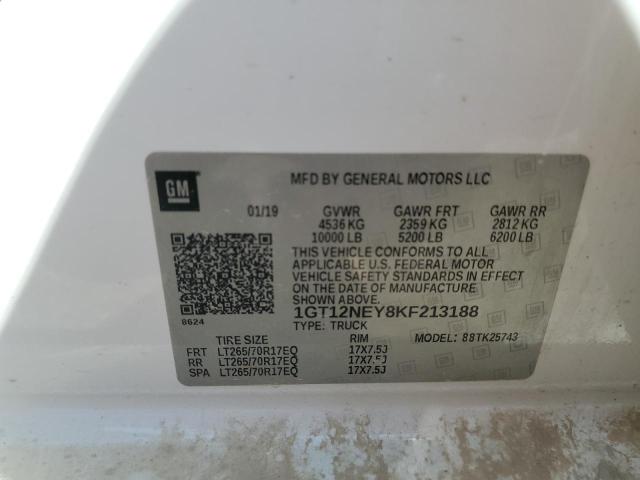 GM
MFD BY GENERAL MOTORS LLC
01/19 GVWR GAWR FRT GAWR RR
4536 KG 2359 KG 2812 KG
10000 LB 5200 LB 6200 LB
THIS VEHICLE CONFORMS TO ALL
APPLICABLE U.S. FEDERAL MOTOR
VEHICLE SAFETY STANDARDS IN EFFECT
ON THE DATE OF MANUFACTURE
SHOWN ABOVE.
1GT12NEY8KF213188
8624
TYPE: TRUCK MODEL: 88TK25743
TIRE SIZE RIM
FRT LT265/70R17EQ 17X7.5J
RR LT265/70R17EQ 17X7.5J
SPA LT265/70R17EQ 17X7.5J